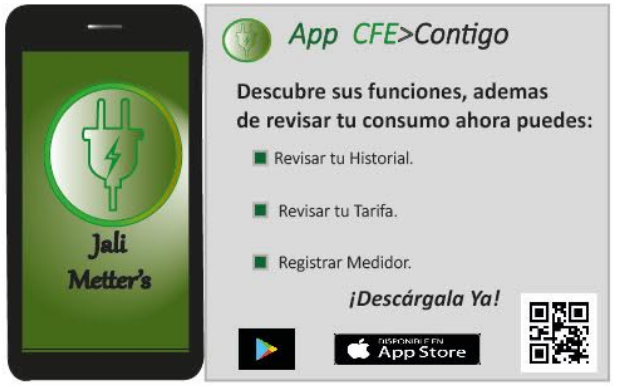 Jali
Metter's
App CFE>Contigo
Descubre sus funciones, ademas
de revisar tu consumo ahora puedes:
Revisar tu Historial.
Revisar tu Tarifa.
Registrar Medidor.
¡Descárgala Ya!
DISPONIBLE EN
App Store